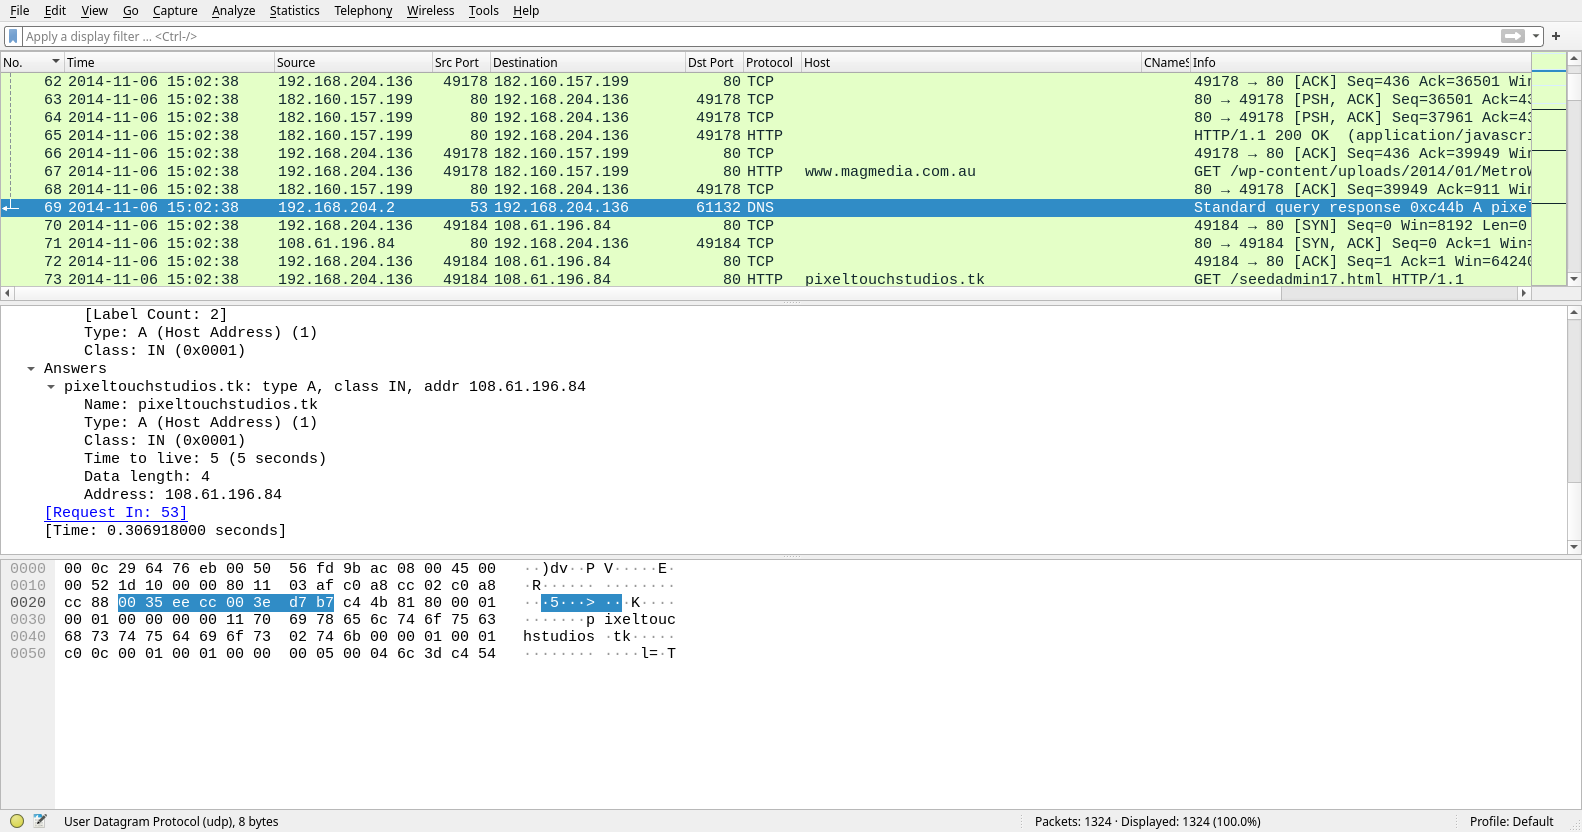 File Edit View Go Capture Analyze Statistics Telephony Wireless Tools Help
Apply a display filter ... <Ctrl-/>
No. Time Source Src Port Destination Dst Port Protocol Host CNameS Info
62 2014-11-06 15:02:38 192.168.204.136 49178 182.160.157.199 80 TCP 49178 → 80 [ACK] Seq=436 Ack=36501 Win
63 2014-11-06 15:02:38 182.160.157.199 80 192.168.204.136 49178 TCP 80 → 49178 [PSH, ACK] Seq=36501 Ack=43
64 2014-11-06 15:02:38 182.160.157.199 80 192.168.204.136 49178 TCP 80 → 49178 [PSH, ACK] Seq=37961 Ack=43
65 2014-11-06 15:02:38 182.160.157.199 80 192.168.204.136 49178 HTTP HTTP/1.1 200 OK (application/javascri
66 2014-11-06 15:02:38 192.168.204.136 49178 182.160.157.199 80 TCP 49178 → 80 [ACK] Seq=436 Ack=39949 Win
67 2014-11-06 15:02:38 192.168.204.136 49178 182.160.157.199 80 HTTP www.magmedia.com.au GET /wp-content/uploads/2014/01/MetroW
68 2014-11-06 15:02:38 182.160.157.199 80 192.168.204.136 49178 TCP 80 → 49178 [ACK] Seq=39949 Ack=911 Win
69 2014-11-06 15:02:38 192.168.204.2 53 192.168.204.136 61132 DNS Standard query response 0xc44b A pixe
70 2014-11-06 15:02:38 192.168.204.136 49184 108.61.196.84 80 TCP 49184 → 80 [SYN] Seq=0 Win=8192 Len=0
71 2014-11-06 15:02:38 108.61.196.84 80 192.168.204.136 49184 TCP 80 → 49184 [SYN, ACK] Seq=0 Ack=1 Win=
72 2014-11-06 15:02:38 192.168.204.136 49184 108.61.196.84 80 TCP 49184 → 80 [ACK] Seq=1 Ack=1 Win=64240
73 2014-11-06 15:02:38 192.168.204.136 49184 108.61.196.84 80 HTTP pixeltouchstudios.tk GET /seedadmin17.html HTTP/1.1
[Label Count: 2]
Type: A (Host Address) (1)
Class: IN (0x0001)
Answers
pixeltouchstudios.tk: type A, class IN, addr 108.61.196.84
Name: pixeltouchstudios.tk
Type: A (Host Address) (1)
Class: IN (0x0001)
Time to live: 5 (5 seconds)
Data length: 4
Address: 108.61.196.84
[Request In: 53]
[Time: 0.306918000 seconds]
0000 00 0c 29 64 76 eb 00 50 56 fd 9b ac 08 00 45 00 ··)dv··P V·····E·
0010 00 52 1d 10 00 00 80 11 03 af c0 a8 cc 02 c0 a8 ·R······ ········
0020 cc 88 00 35 ee cc 00 3e d7 b7 c4 4b 81 80 00 01 ···5···> ···K····
0030 00 01 00 00 00 00 11 70 69 78 65 6c 74 6f 75 63 ·······p ixeltouc
0040 68 73 74 75 64 69 6f 73 02 74 6b 00 00 01 00 01 hstudios ·tk·····
0050 c0 0c 00 01 00 01 00 00 00 05 00 04 6c 3d c4 54 ········ ····l=·T
User Datagram Protocol (udp), 8 bytes Packets: 1324 · Displayed: 1324 (100.0%) Profile: Default